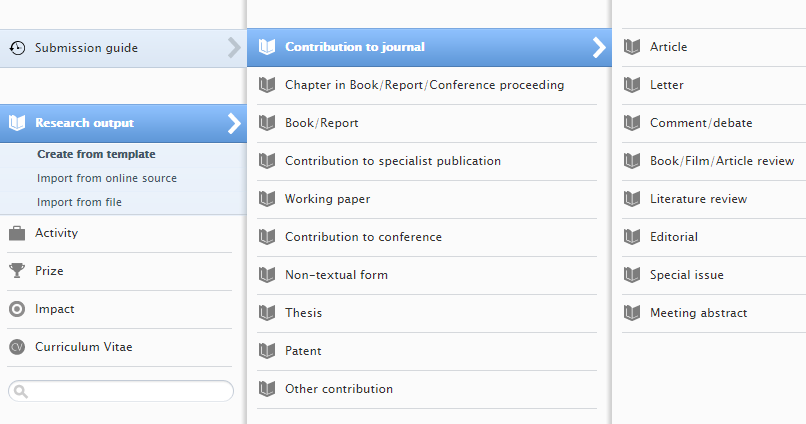 Submission guide
Research output
Create from template
Import from online source
Import from file
Activity
Prize
Impact
CV Curriculum Vitae
Contribution to journal
Chapter in Book/Report/Conference proceeding
Book/Report
Contribution to specialist publication
Working paper
Contribution to conference
Non-textual form
Thesis
Patent
Other contribution
Article
Letter
Comment/debate
Book/Film/Article review
Literature review
Editorial
Special issue
Meeting abstract